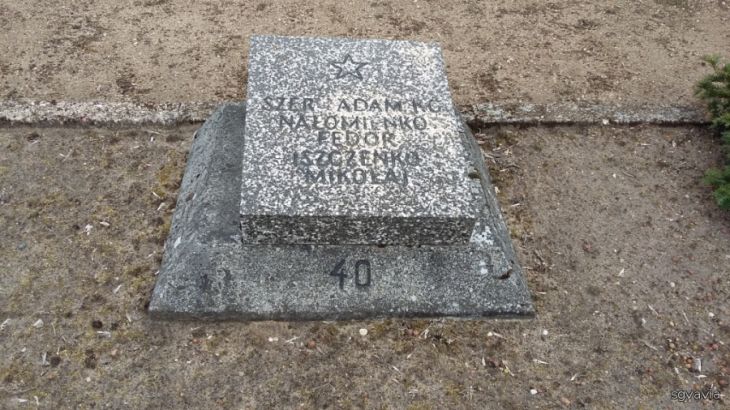 SZER. ADAM KO
NAŁOMIENKO
FEDOR
ISZCZENKO
MIKOŁAJ
40
sgvavia